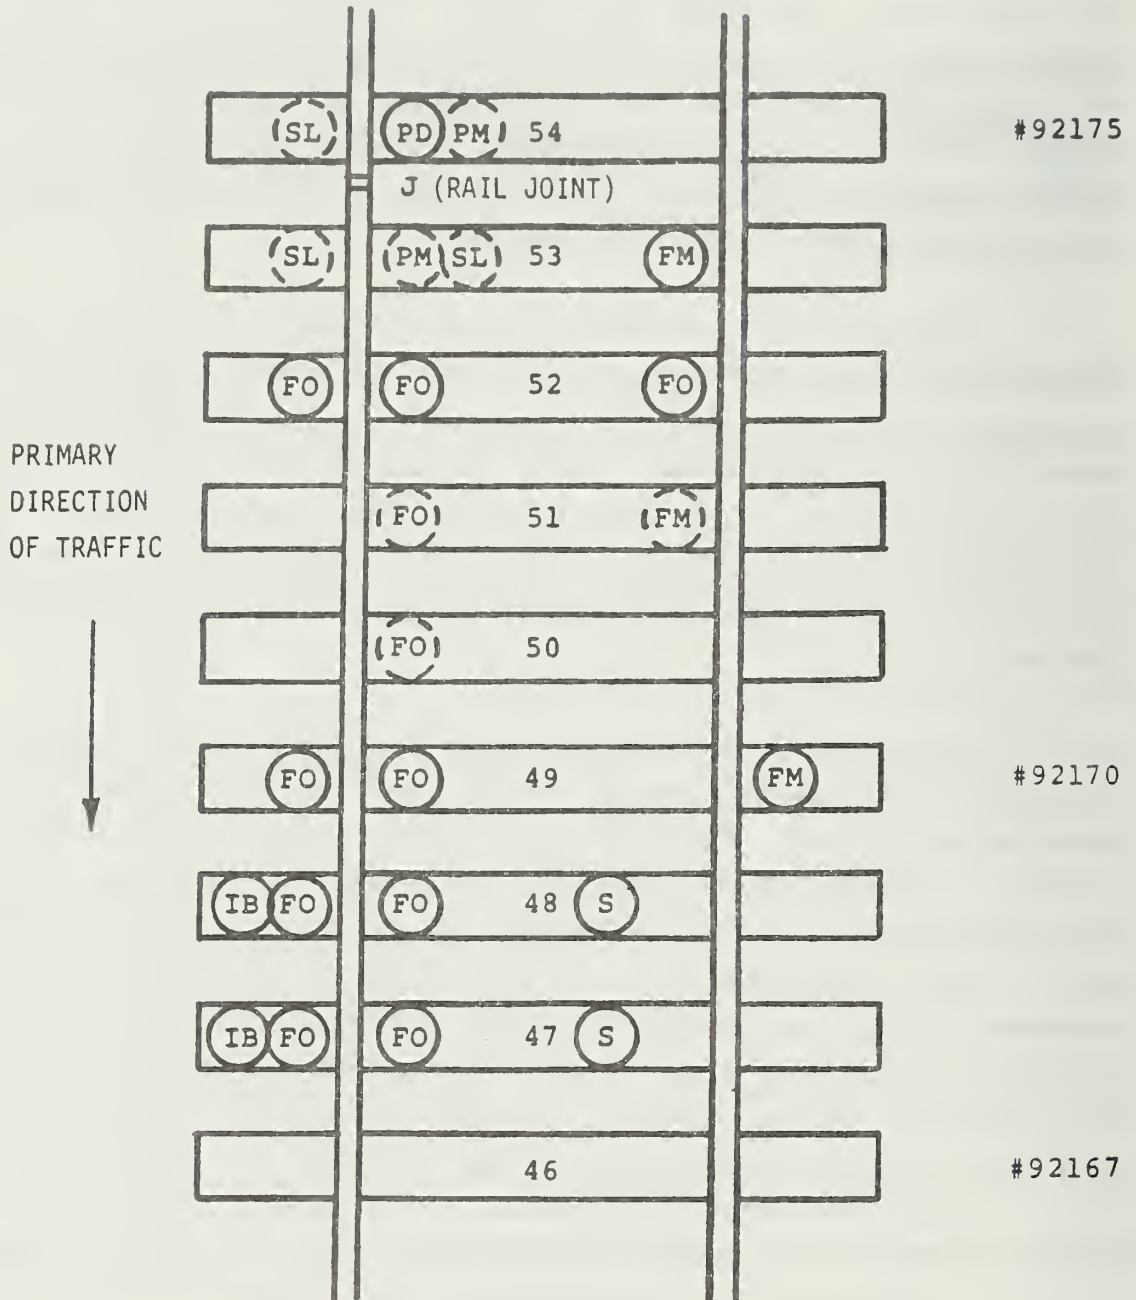 SL PD PM 54 #92175
J (RAIL JOINT)
SL PM SL 53 FM
FO FO 52 FO
PRIMARY
DIRECTION
OF TRAFFIC
FO 51 FM
FO 50
FO FO 49 FM #92170
IB FO FO 48 S
IB FO FO 47 S
46 #92167